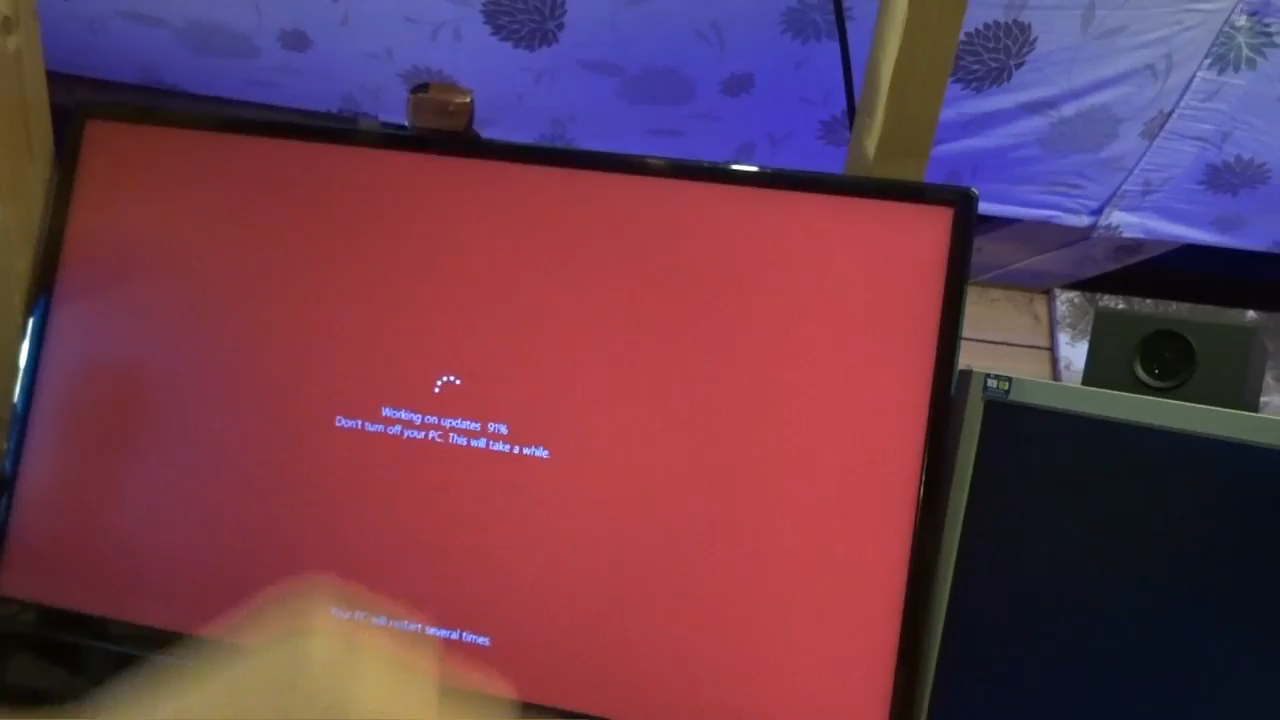 Working on updates 91%
Don't turn off your PC. This will take a while.
Your PC will restart several times.